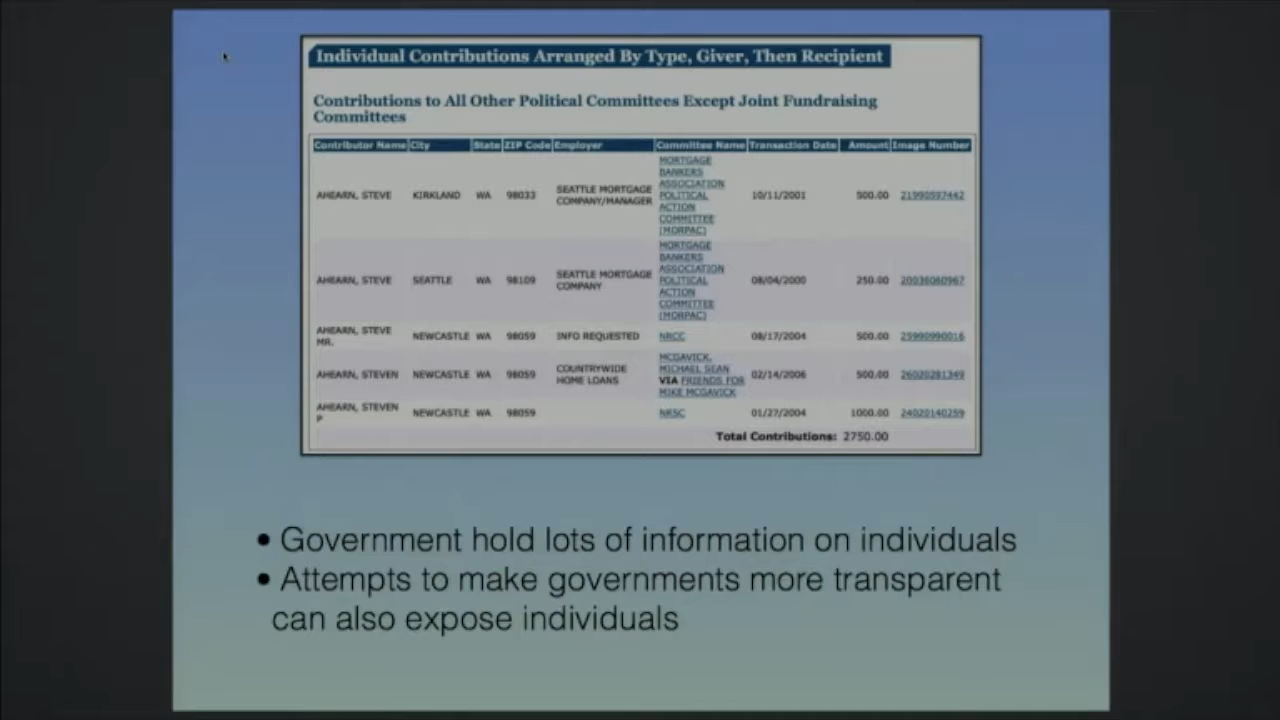 Individual Contributions Arranged By Type, Giver, Then Recipient
Contributions to All Other Political Committees Except Joint Fundraising
Committees
Contributor Name City State ZIP Code Employer Committee Name Transaction Date Amount Image Number
AHEARN, STEVE KIRKLAND WA 98033 SEATTLE MORTGAGE COMPANY/MANAGER MORTGAGE BANKERS ASSOCIATION POLITICAL ACTION COMMITTEE (MORPAC) 10/11/2001 500.00 21990597442
AHEARN, STEVE SEATTLE WA 98109 SEATTLE MORTGAGE COMPANY MORTGAGE BANKERS ASSOCIATION POLITICAL ACTION COMMITTEE (MORPAC) 08/04/2000 250.00 20036060967
AHEARN, STEVE MR. NEWCASTLE WA 98059 INFO REQUESTED NRCC 08/17/2004 500.00 25990990016
AHEARN, STEVEN NEWCASTLE WA 98059 COUNTRYWIDE HOME LOANS MCGAVICK, MICHAEL SEAN VIA FRIENDS FOR MIKE MCGAVICK 02/14/2006 500.00 26020281349
AHEARN, STEVEN P NEWCASTLE WA 98059 NRSC 01/27/2004 1000.00 24020140259
Total Contributions: 2750.00
• Government hold lots of information on individuals
• Attempts to make governments more transparent
can also expose individuals